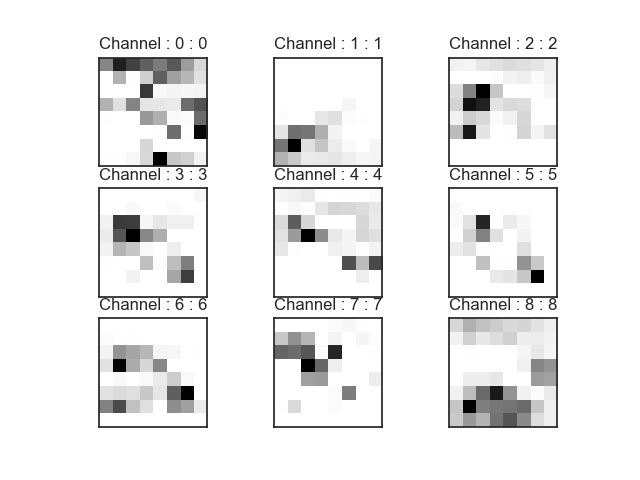 Channel : 0 : 0
Channel : 1 : 1
Channel : 2 : 2
Channel : 3 : 3
Channel : 4 : 4
Channel : 5 : 5
Channel : 6 : 6
Channel : 7 : 7
Channel : 8 : 8